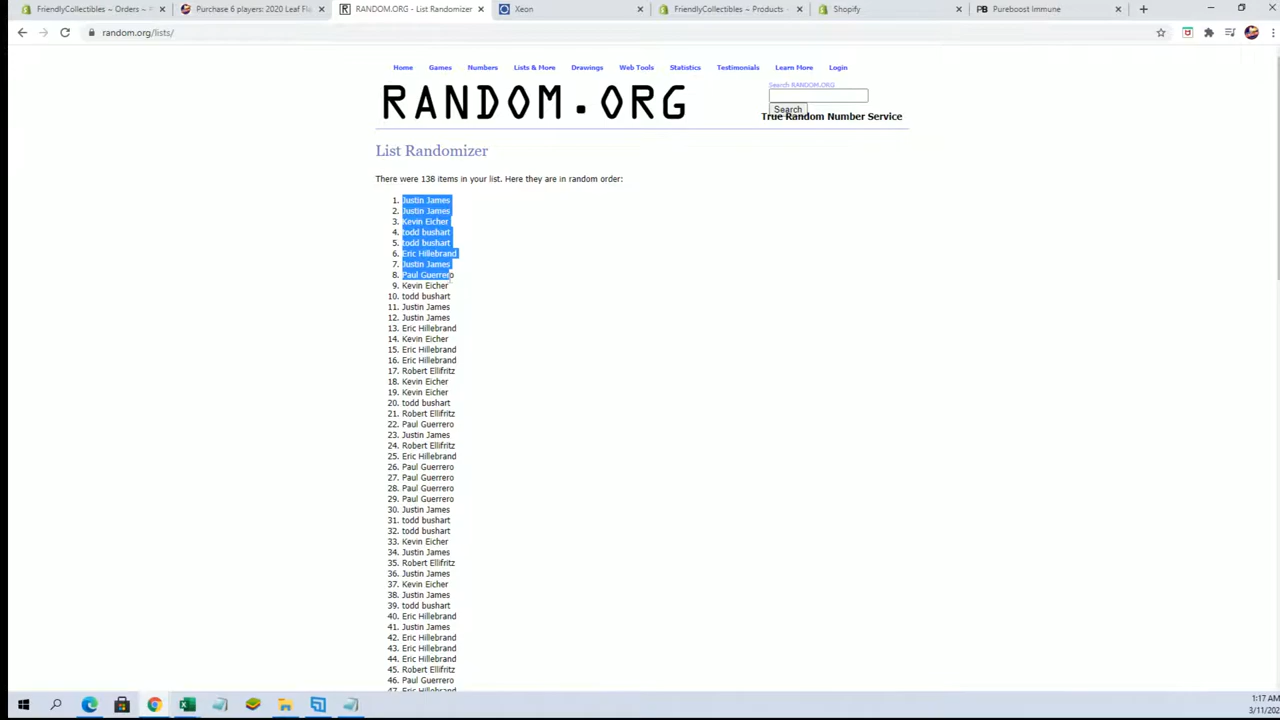 FriendlyCollectibles ~ Orders ~
Purchase 6 players: 2020 Leaf Fla
RANDOM.ORG - List Randomizer
Xeon
FriendlyCollectibles ~ Products ~
Shopify
Pureboost Immune
random.org/lists/
Home Games Numbers Lists & More Drawings Web Tools Statistics Testimonials Learn More Login
Search RANDOM.ORG
RANDOM.ORG
Search
True Random Number Service
List Randomizer
There were 138 items in your list. Here they are in random order:
1. Justin James
2. Justin James
3. Kevin Eicher
4. todd bushart
5. todd bushart
6. Eric Hillebrand
7. Justin James
8. Paul Guerrero
9. Kevin Eicher
10. todd bushart
11. Justin James
12. Justin James
13. Eric Hillebrand
14. Kevin Eicher
15. Eric Hillebrand
16. Eric Hillebrand
17. Robert Ellifritz
18. Kevin Eicher
19. Kevin Eicher
20. todd bushart
21. Robert Ellifritz
22. Paul Guerrero
23. Justin James
24. Robert Ellifritz
25. Eric Hillebrand
26. Paul Guerrero
27. Paul Guerrero
28. Paul Guerrero
29. Paul Guerrero
30. Justin James
31. todd bushart
32. todd bushart
33. Kevin Eicher
34. Justin James
35. Robert Ellifritz
36. Justin James
37. Kevin Eicher
38. Justin James
39. todd bushart
40. Eric Hillebrand
41. Justin James
42. Eric Hillebrand
43. Eric Hillebrand
44. Eric Hillebrand
45. Robert Ellifritz
46. Paul Guerrero
47. Eric Hillebrand
1:17 AM
3/11/202